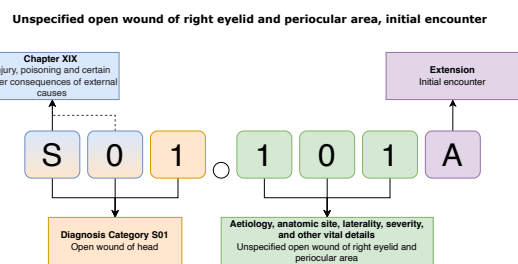 Unspecified open wound of right eyelid and periocular area, initial encounter
Chapter XIX
poisoning and certain
consequences of external
causes
Extension
Initial encounter
S 0 1 . 1 0 1 A
Diagnosis Category S01
Open wound of head
Aetiology, anatomic site, laterality, severity,
and other vital details
Unspecified open wound of right eyelid and
periocular area